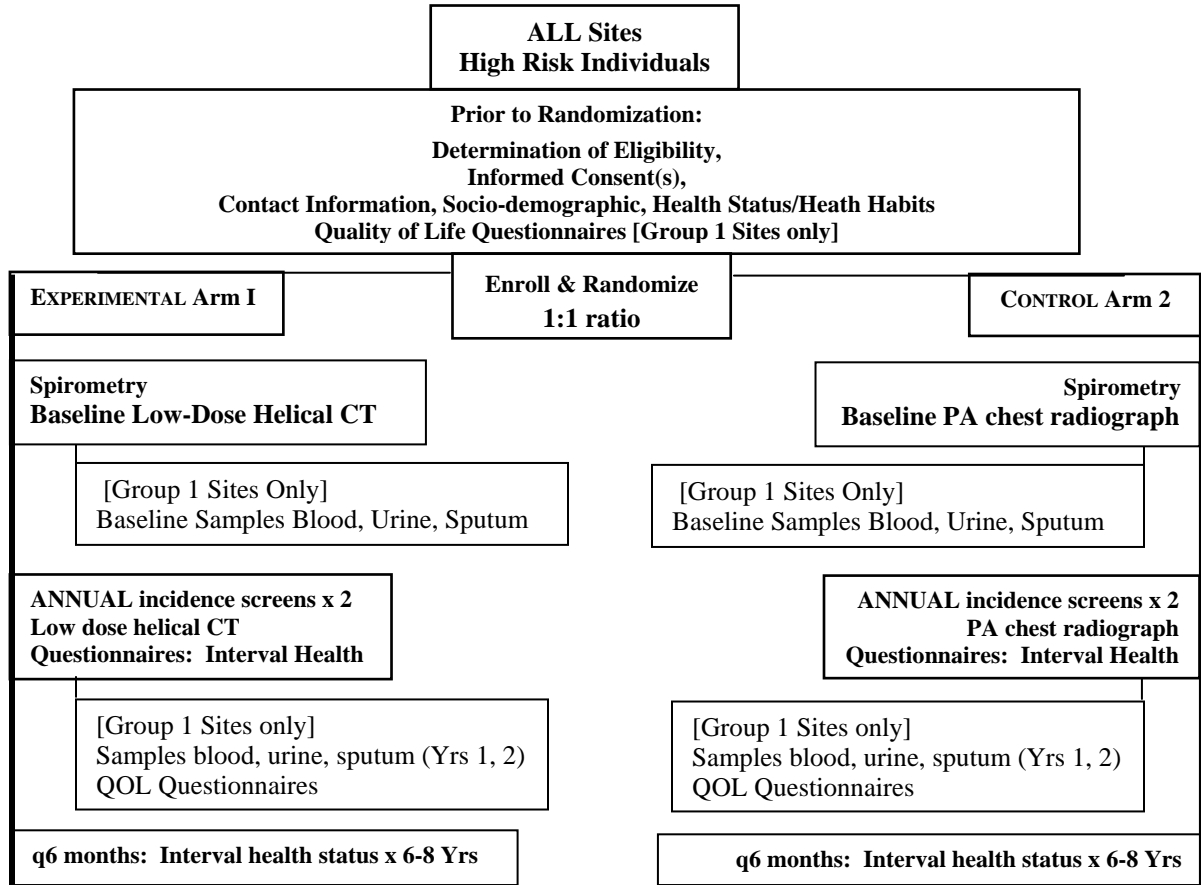 ALL Sites
High Risk Individuals
Prior to Randomization:
Determination of Eligibility,
Informed Consent(s),
Contact Information, Socio-demographic, Health Status/Heath Habits
Quality of Life Questionnaires [Group 1 Sites only]
Enroll & Randomize
1:1 ratio
EXPERIMENTAL Arm I
CONTROL Arm 2
Spirometry
Baseline Low-Dose Helical CT
Spirometry
Baseline PA chest radiograph
[Group 1 Sites Only]
Baseline Samples Blood, Urine, Sputum
[Group 1 Sites Only]
Baseline Samples Blood, Urine, Sputum
ANNUAL incidence screens x 2
Low dose helical CT
Questionnaires: Interval Health
ANNUAL incidence screens x 2
PA chest radiograph
Questionnaires: Interval Health
[Group 1 Sites only]
Samples blood, urine, sputum (Yrs 1, 2)
QOL Questionnaires
[Group 1 Sites only]
Samples blood, urine, sputum (Yrs 1, 2)
QOL Questionnaires
q6 months: Interval health status x 6-8 Yrs
q6 months: Interval health status x 6-8 Yrs